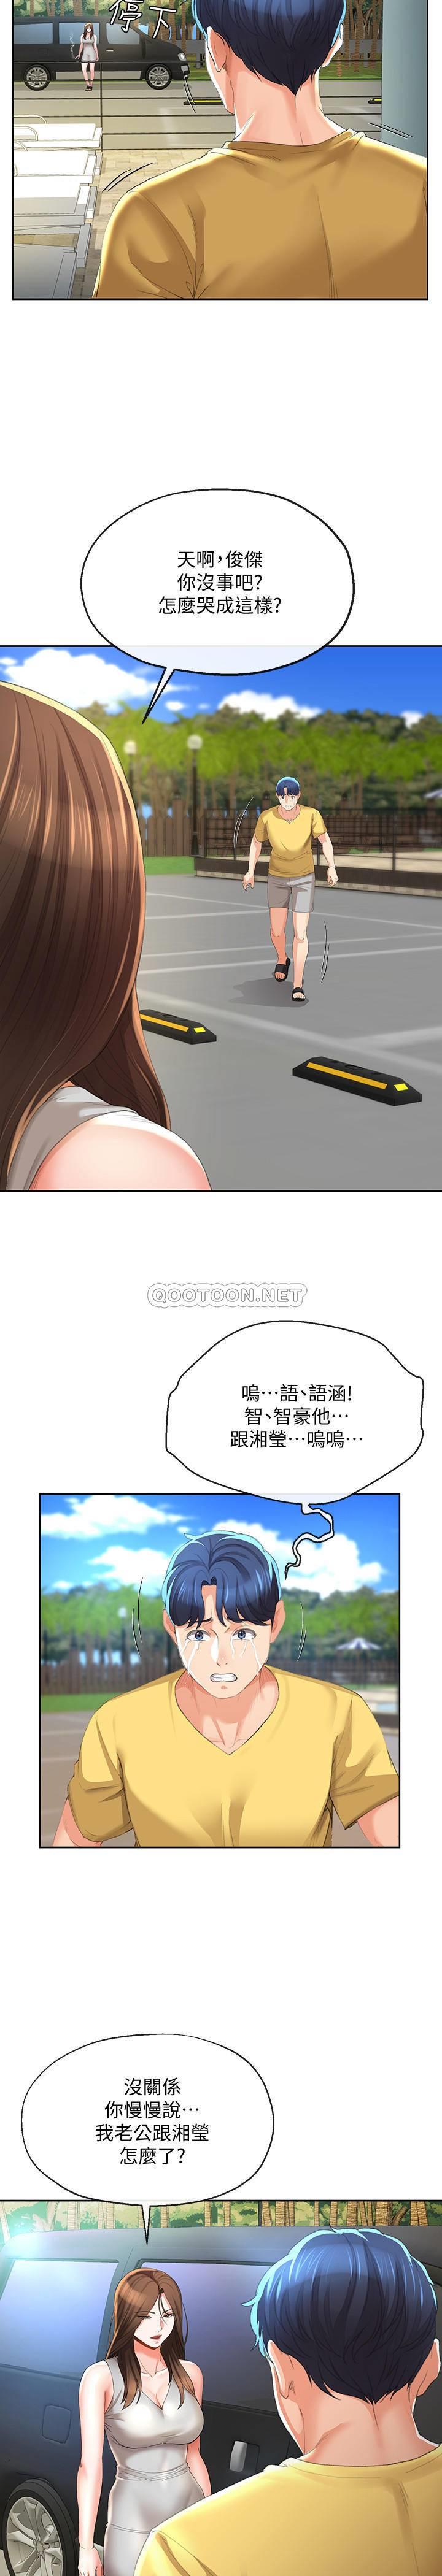 停下
天啊，俊傑
你沒事吧？
怎麼哭成這樣？
QOOTOON.NET
嗚⋯語、語涵！
智、智豪他⋯
跟湘瑩⋯嗚嗚⋯
沒關係
你慢慢說⋯
我老公跟湘瑩
怎麼了？